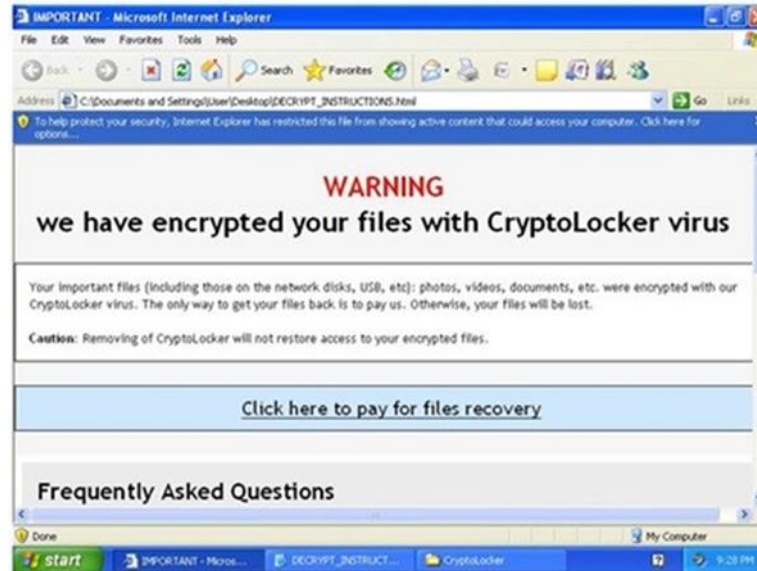 IMPORTANT - Microsoft Internet Explorer
File Edit View Favorites Tools Help
Back Search Favorites
Address C:\Documents and Settings\User\Desktop\DECRYPT_INSTRUCTIONS.html Go Links
To help protect your security, Internet Explorer has restricted this file from showing active content that could access your computer. Click here for
options...
WARNING
we have encrypted your files with CryptoLocker virus
Your important files (including those on the network disks, USB, etc): photos, videos, documents, etc. were encrypted with our
CryptoLocker virus. The only way to get your files back is to pay us. Otherwise, your files will be lost.
Caution: Removing of CryptoLocker will not restore access to your encrypted files.
Click here to pay for files recovery
Frequently Asked Questions
Done My Computer
start IMPORTANT - Micros... DECRYPT_INSTRUCT... CryptoLocker 9:28 PM